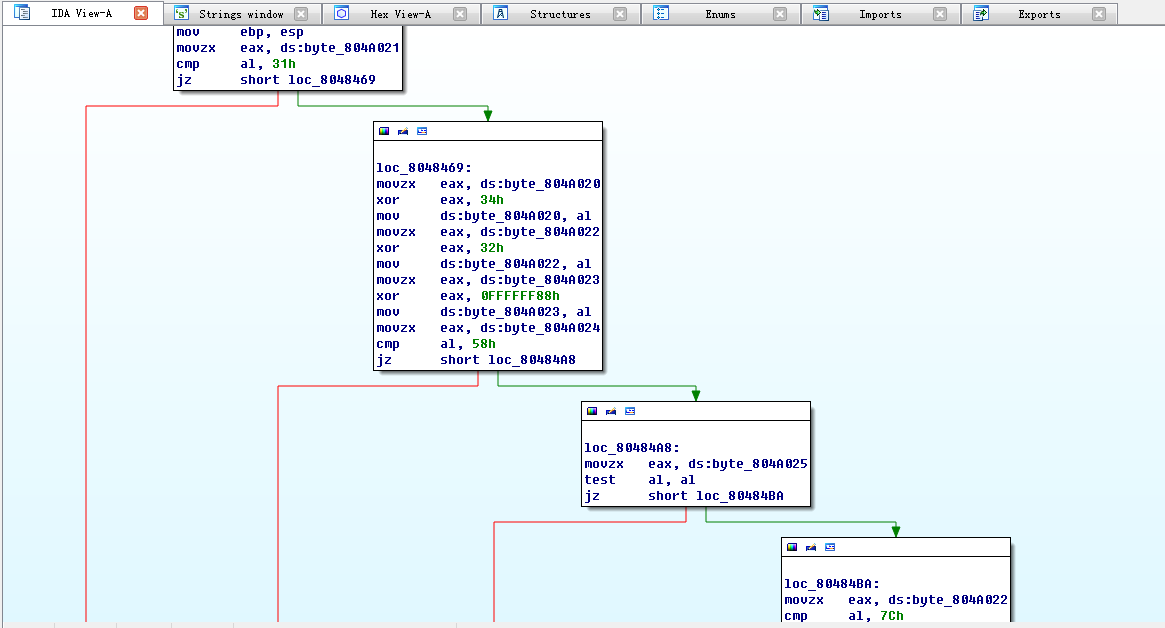 IDA View-A Strings window Hex View-A Structures Enums Imports Exports
mov ebp, esp
movzx eax, ds:byte_804A021
cmp al, 31h
jz short loc_8048469
loc_8048469:
movzx eax, ds:byte_804A020
xor eax, 34h
mov ds:byte_804A020, al
movzx eax, ds:byte_804A022
xor eax, 32h
mov ds:byte_804A022, al
movzx eax, ds:byte_804A023
xor eax, 0FFFFFF88h
mov ds:byte_804A023, al
movzx eax, ds:byte_804A024
cmp al, 58h
jz short loc_80484A8
loc_80484A8:
movzx eax, ds:byte_804A025
test al, al
jz short loc_80484BA
loc_80484BA:
movzx eax, ds:byte_804A022
cmp al, 7Ch